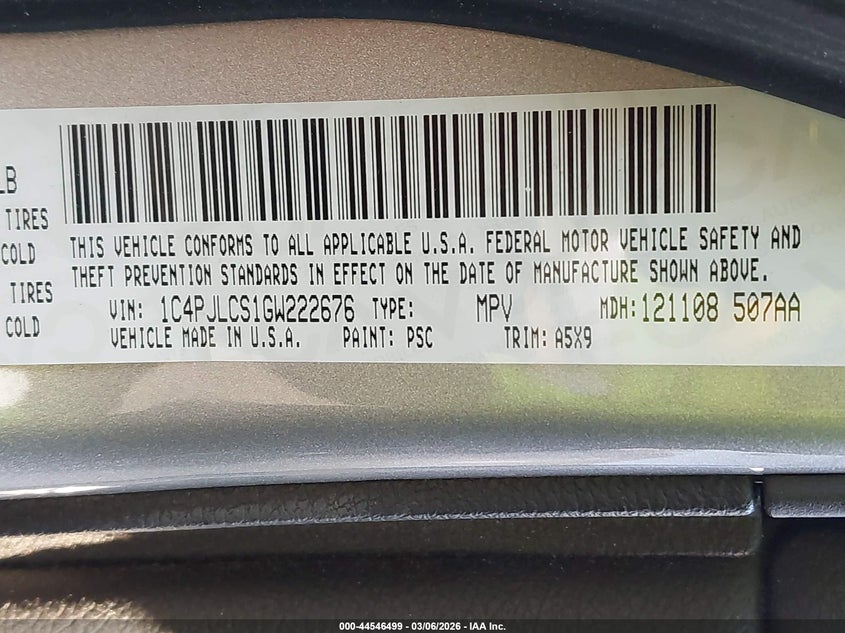 LB
TIRES
COLD
TIRES
COLD
THIS VEHICLE CONFORMS TO ALL APPLICABLE U.S.A. FEDERAL MOTOR VEHICLE SAFETY AND
THEFT PREVENTION STANDARDS IN EFFECT ON THE DATE OF MANUFACTURE SHOWN ABOVE.
VIN: 1C4PJLCS1GW222676 TYPE: MPV MDH:121108 507AA
VEHICLE MADE IN U.S.A. PAINT: PSC TRIM: A5X9
000-44546499 - 03/06/2026 - IAA Inc.